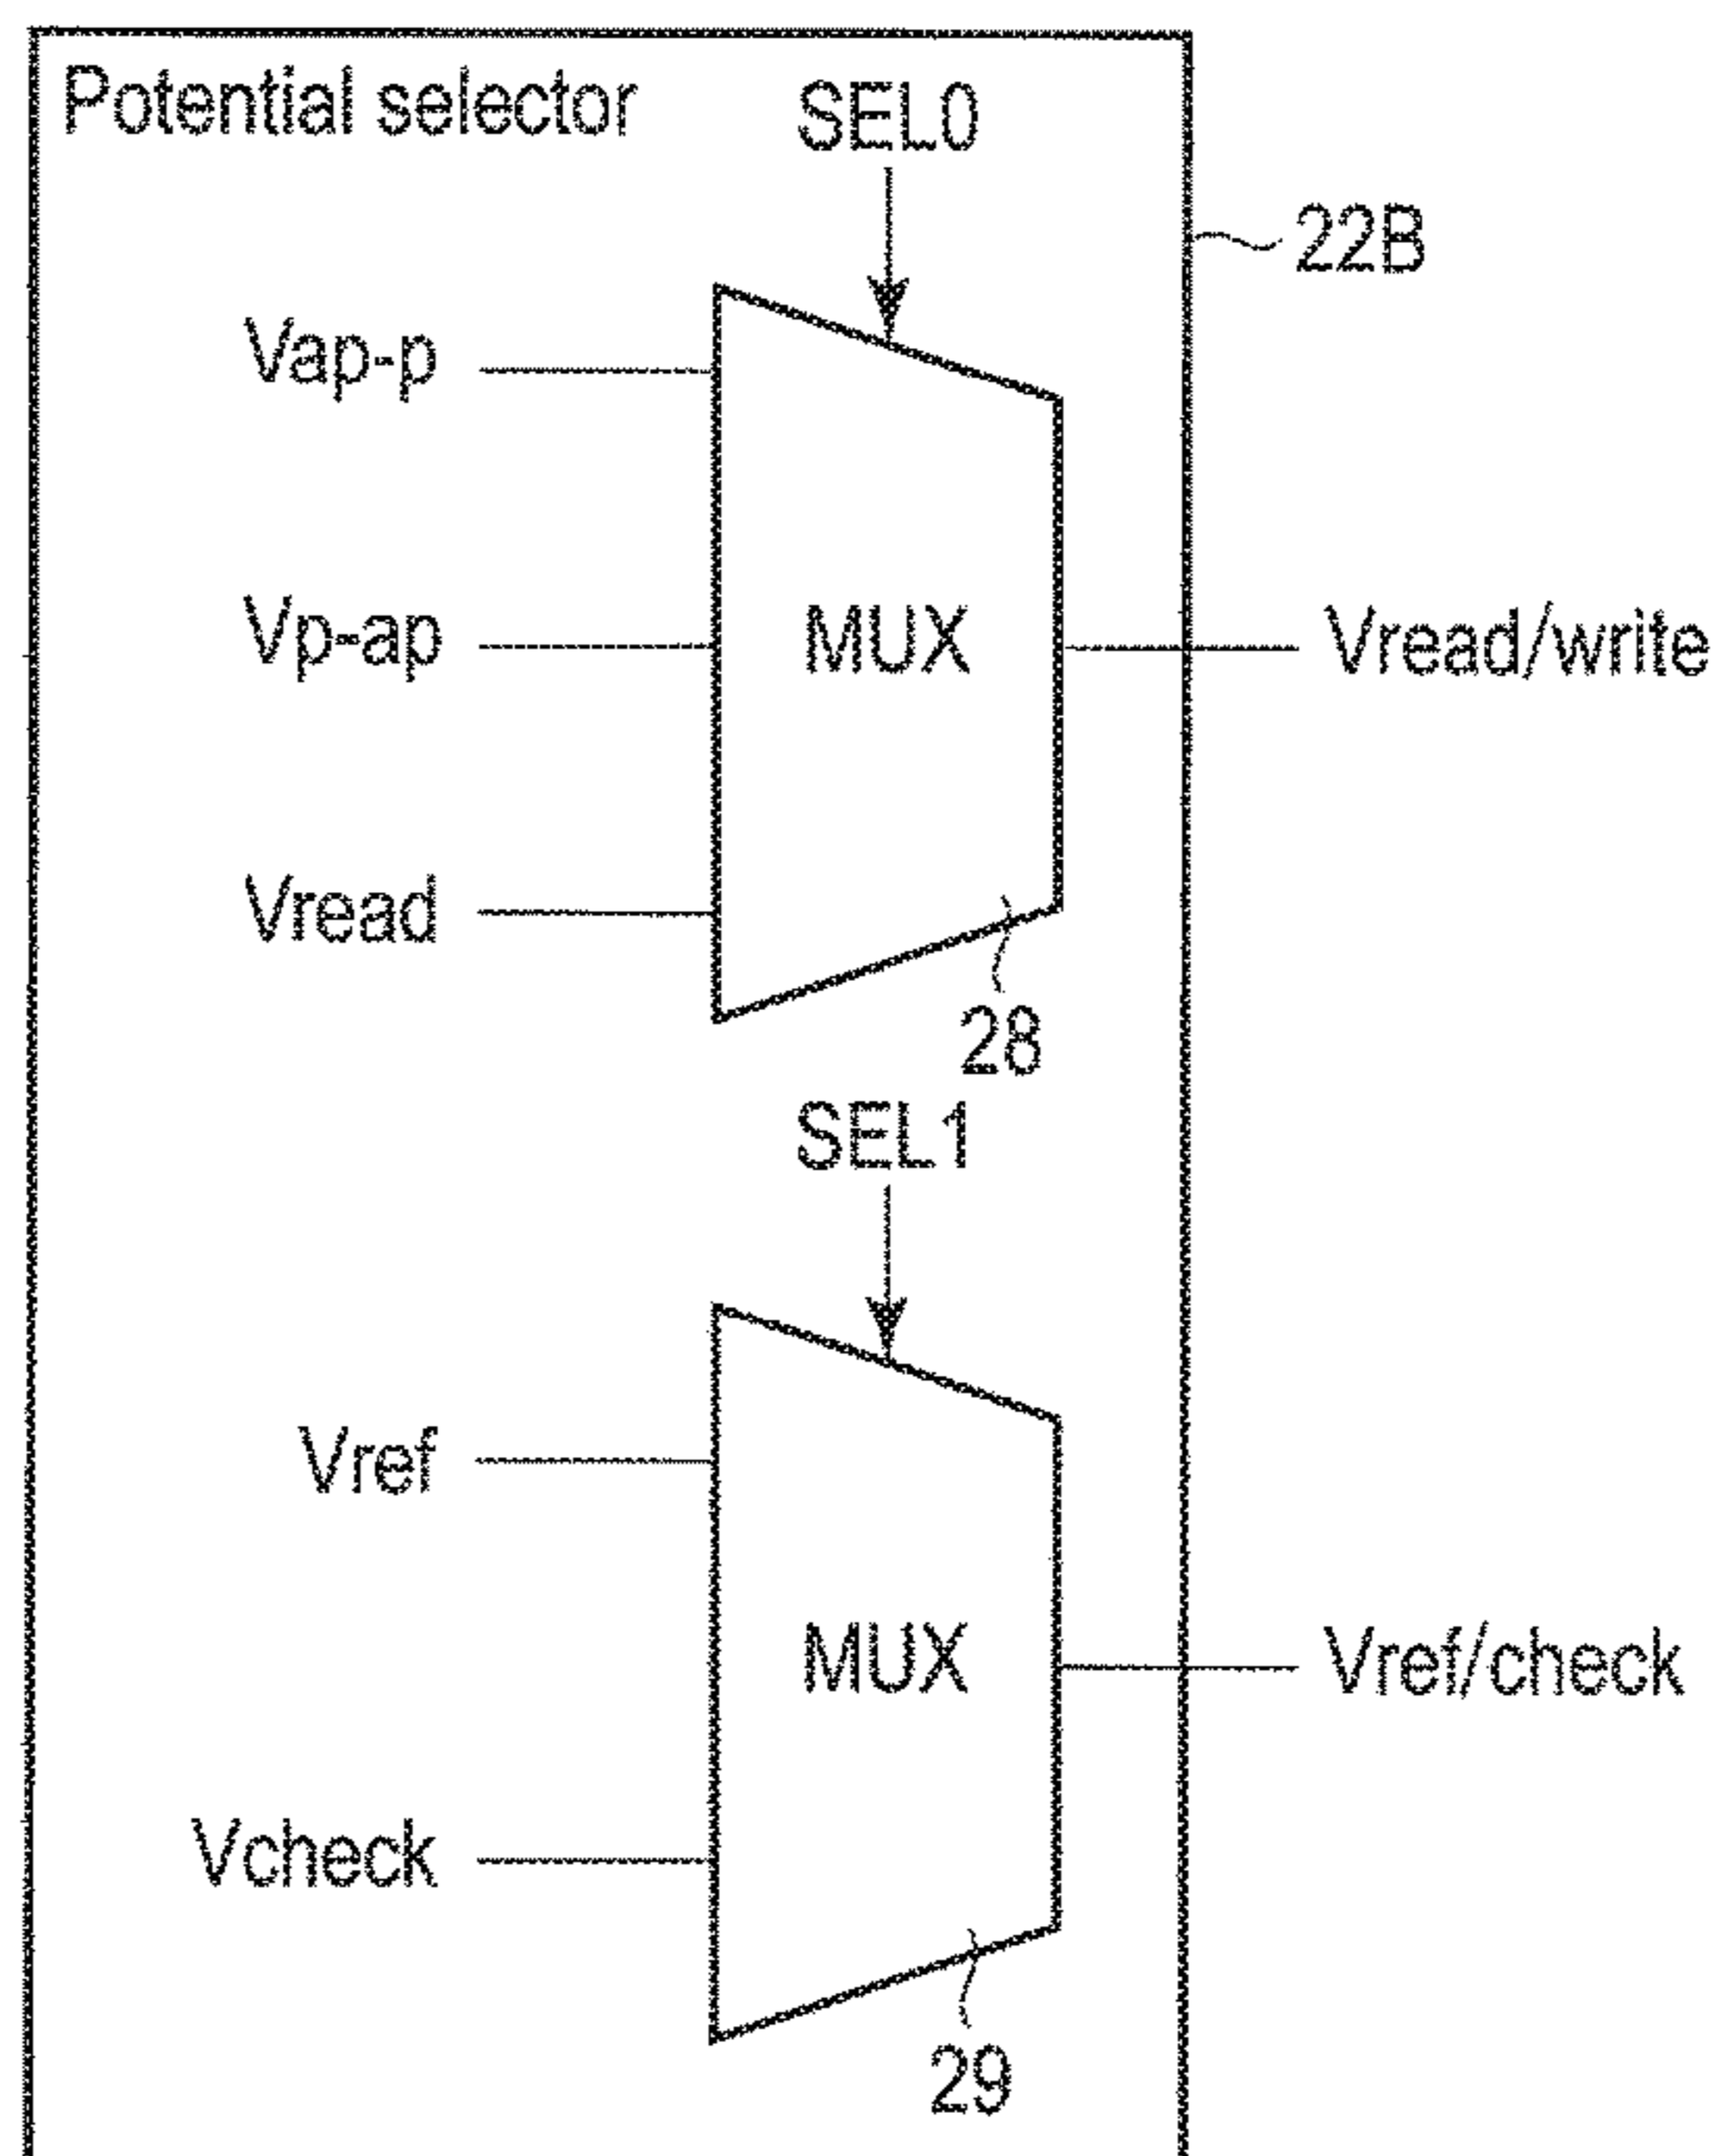 Potential selector
SEL0
22B
Vap-p
Vp-ap
MUX
Vread/write
Vread
28
SEL1
Vref
MUX
Vref/check
Vcheck
29